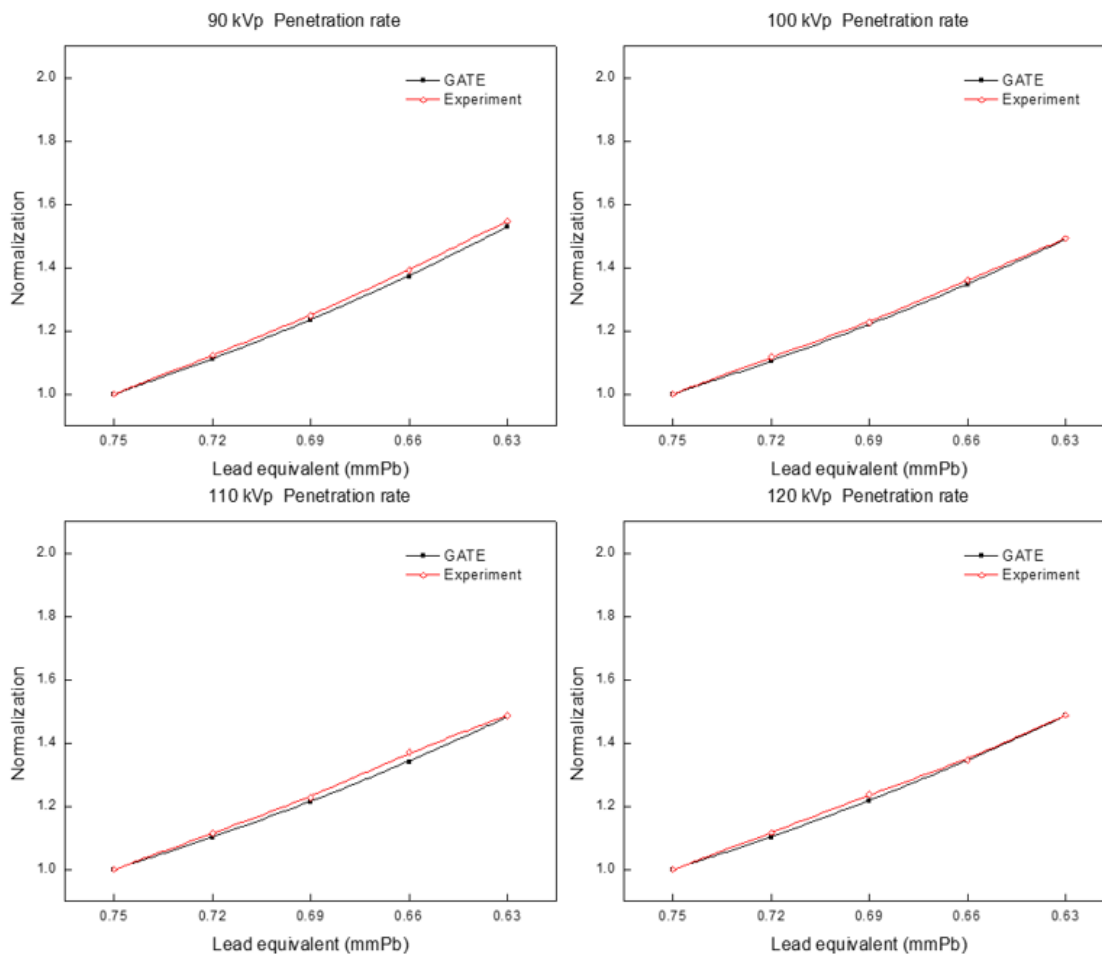 90 kVp Penetration rate
2.0
1.8
1.6
1.4
1.2
1.0
Normalization
GATE
Experiment
0.75 0.72 0.69 0.66 0.63
Lead equivalent (mmPb)
100 kVp Penetration rate
2.0
1.8
1.6
1.4
1.2
1.0
Normalization
GATE
Experiment
0.75 0.72 0.69 0.66 0.63
Lead equivalent (mmPb)
110 kVp Penetration rate
2.0
1.8
1.6
1.4
1.2
1.0
Normalization
GATE
Experiment
0.75 0.72 0.69 0.66 0.63
Lead equivalent (mmPb)
120 kVp Penetration rate
2.0
1.8
1.6
1.4
1.2
1.0
Normalization
GATE
Experiment
0.75 0.72 0.69 0.66 0.63
Lead equivalent (mmPb)